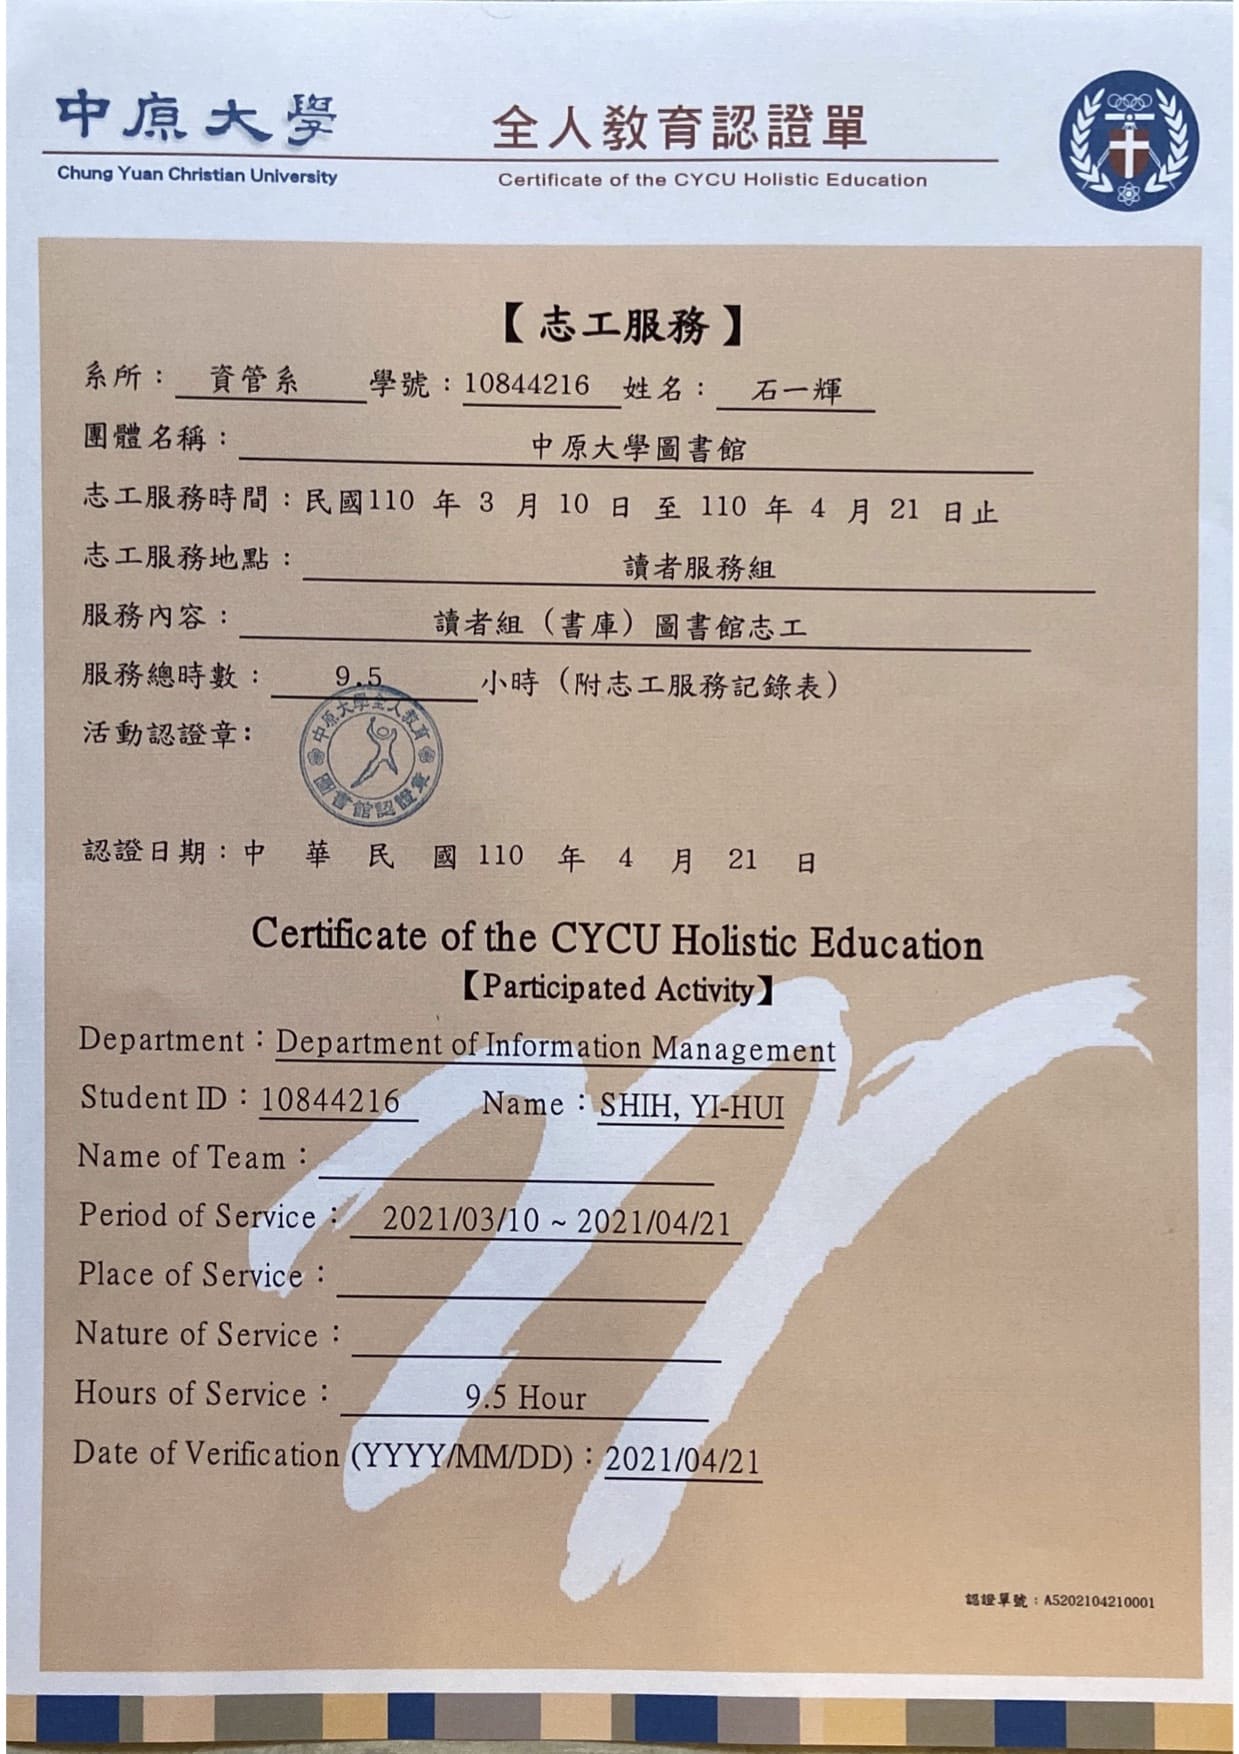 中原大學
Chung Yuan Christian University
全人教育認證單
Certificate of the CYCU Holistic Education
【志工服務】
系所： 資管系 學號：10844216 姓名： 石一輝
團體名稱： 中原大學圖書館
志工服務時間：民國110 年 3 月 10 日 至 110 年 4 月 21 日止
志工服務地點： 讀者服務組
服務內容： 讀者組（書庫）圖書館志工
服務總時數： 9.5 小時（附志工服務記錄表）
活動認證章：
中原大學全人教育
圖書館認證章
認證日期：中 華 民 國 110 年 4 月 21 日
Certificate of the CYCU Holistic Education
【Participated Activity】
Department：Department of Information Management
Student ID：10844216 Name：SHIH, YI-HUI
Name of Team：
Period of Service： 2021/03/10 ~ 2021/04/21
Place of Service：
Nature of Service：
Hours of Service： 9.5 Hour
Date of Verification (YYYY/MM/DD)：2021/04/21
認證單號：A5202104210001